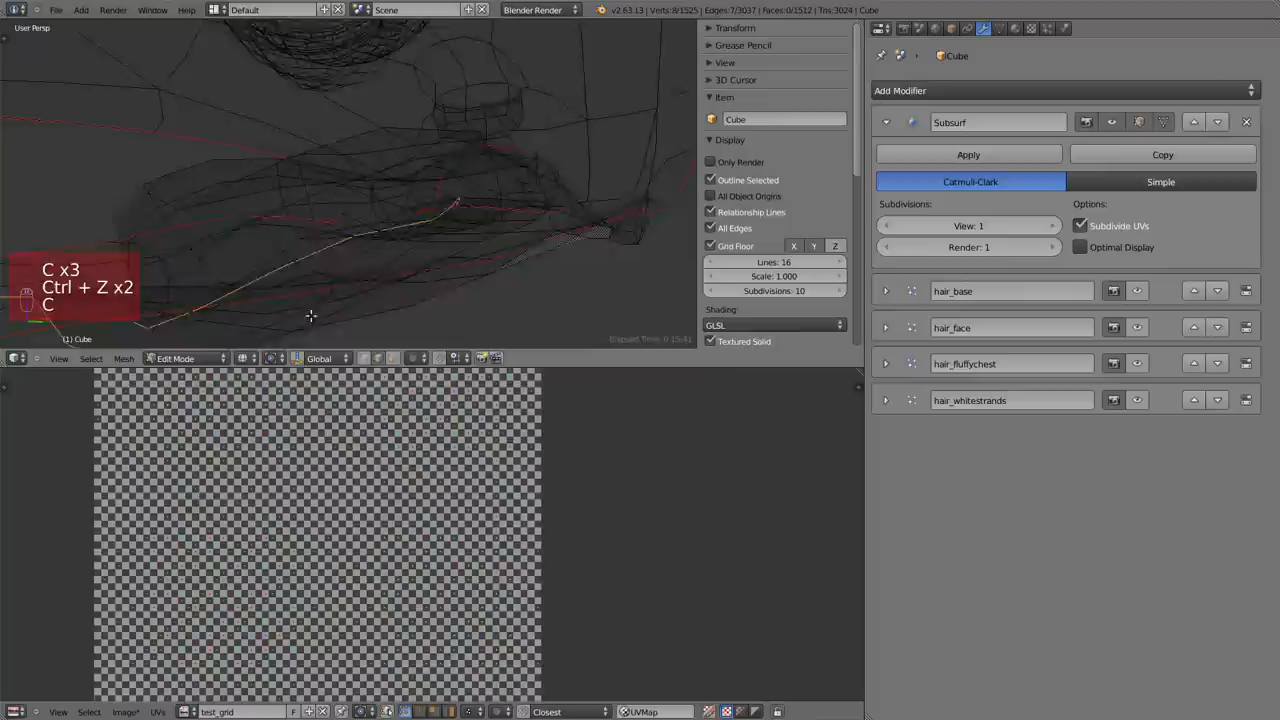 File Add Render Window Help Default Scene Blender Render v2.63.13 | Verts:8/1525 | Edges:7/3037 | Faces:0/1512 | Tris:3024 | Cube
User Persp
C x3
Ctrl + Z x2
C
(1) Cube
Elapsed Time: 0:15:41
Transform
Grease Pencil
View
3D Cursor
Item
Cube
Display
Only Render
Outline Selected
All Object Origins
Relationship Lines
All Edges
Grid Floor X Y Z
Lines: 16
Scale: 1.000
Subdivisions: 10
Shading:
GLSL
Textured Solid
View Select Mesh Edit Mode Global
View Select Image* UVs test_grid F Closest UVMap
Cube
Add Modifier
Subsurf
Apply Copy
Catmull-Clark Simple
Subdivisions: Options:
View: 1 Subdivide UVs
Render: 1 Optimal Display
hair_base
hair_face
hair_fluffychest
hair_whitestrands